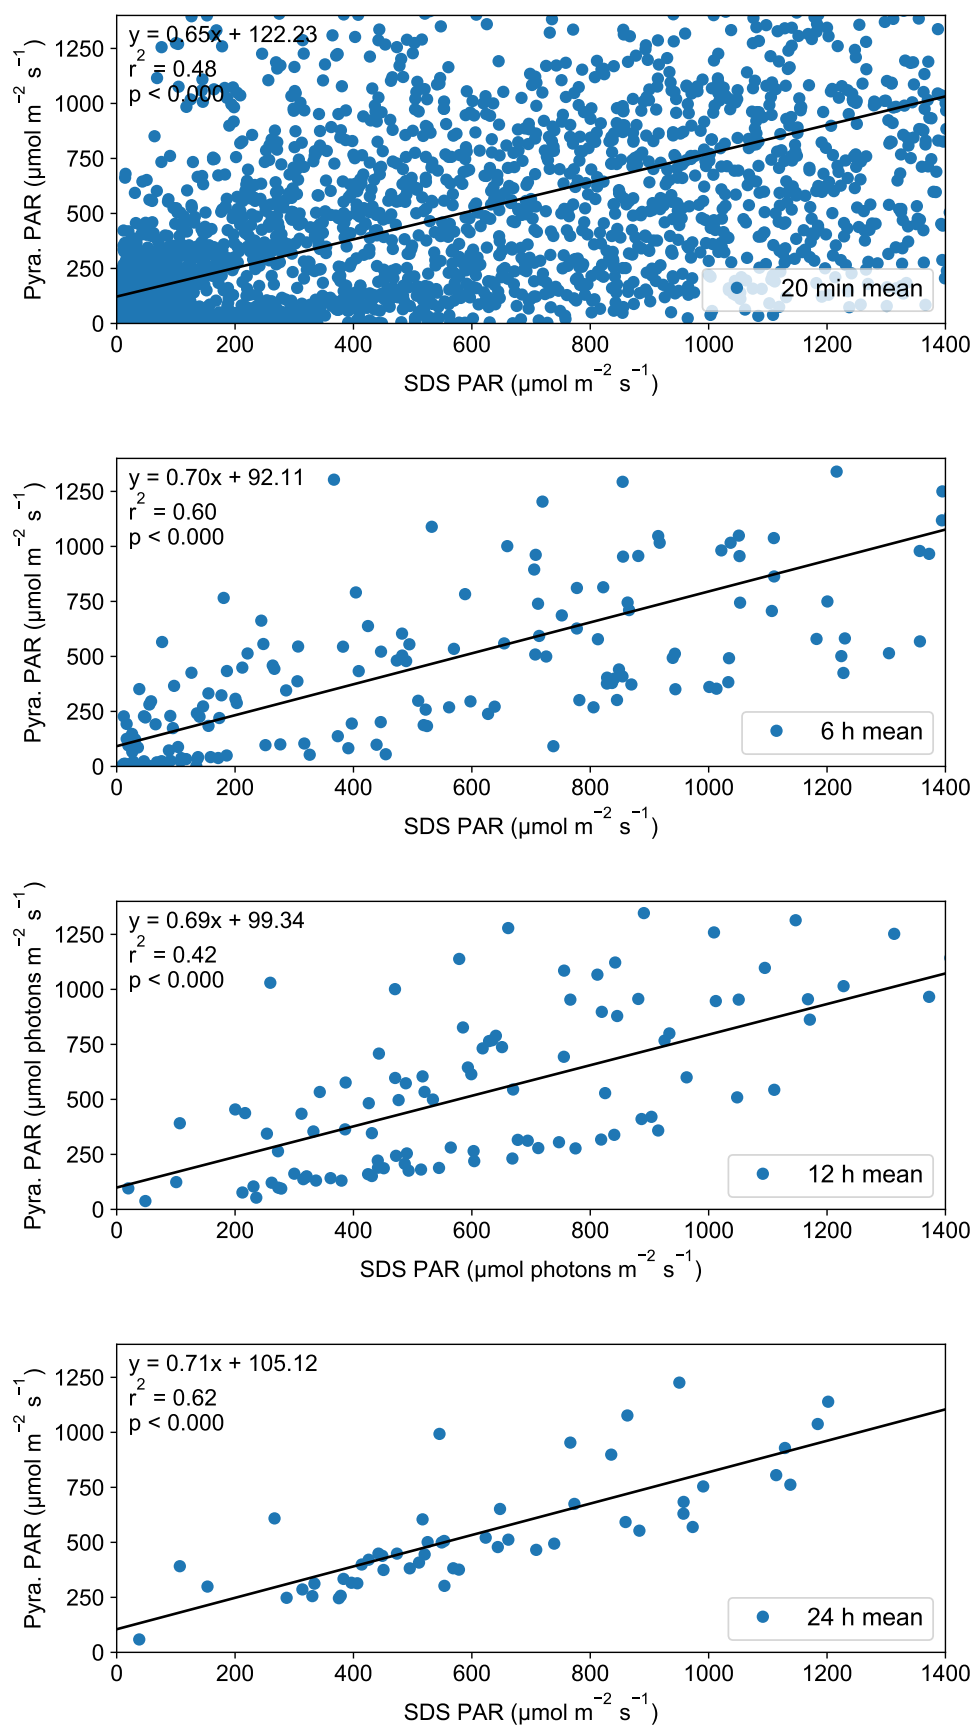 y = 0.65x + 122.23
r² = 0.48
p < 0.000
1250
1000
750
500
250
0
Pyra. PAR (µmol m⁻² s⁻¹)
20 min mean
0 200 400 600 800 1000 1200 1400
SDS PAR (µmol m⁻² s⁻¹)
y = 0.70x + 92.11
r² = 0.60
p < 0.000
1250
1000
750
500
250
0
Pyra. PAR (µmol m⁻² s⁻¹)
6 h mean
0 200 400 600 800 1000 1200 1400
SDS PAR (µmol m⁻² s⁻¹)
y = 0.69x + 99.34
r² = 0.42
p < 0.000
1250
1000
750
500
250
0
Pyra. PAR (µmol photons m⁻² s⁻¹)
12 h mean
0 200 400 600 800 1000 1200 1400
SDS PAR (µmol photons m⁻² s⁻¹)
y = 0.71x + 105.12
r² = 0.62
p < 0.000
1250
1000
750
500
250
0
Pyra. PAR (µmol m⁻² s⁻¹)
24 h mean
0 200 400 600 800 1000 1200 1400
SDS PAR (µmol m⁻² s⁻¹)